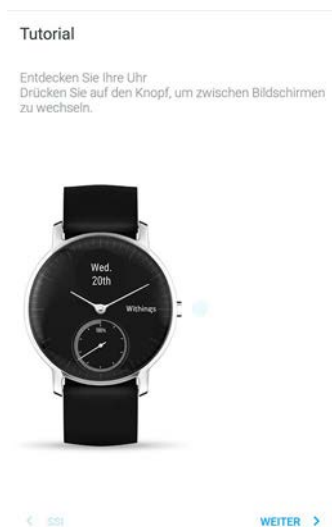 Tutorial
Entdecken Sie Ihre Uhr
Drücken Sie auf den Knopf, um zwischen Bildschirmen
zu wechseln.
Wed.
20th
Withings
WEITER